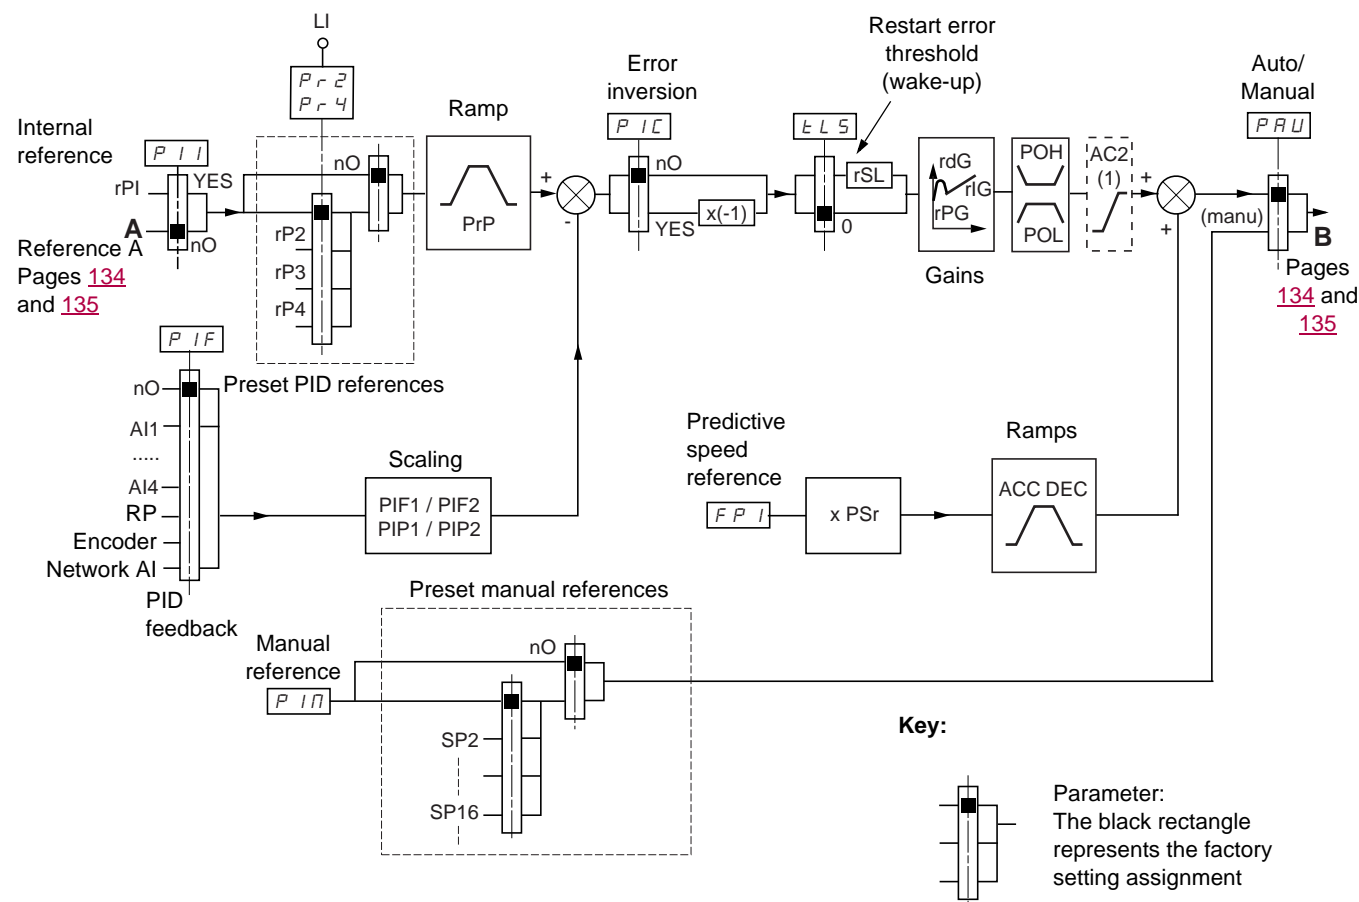 LI
Pr2
Pr4
Internal
reference
PII
rPI
YES
A
nO
Reference A
Pages 134
and 135
nO
rP2
rP3
rP4
Preset PID references
Ramp
PrP
+
-
Error
inversion
PIC
nO
YES
x(-1)
tLS
Restart error
threshold
(wake-up)
rSL
0
rdG
rIG
rPG
Gains
POH
POL
AC2
(1)
+
+
Auto/
Manual
PAU
(manu)
B
Pages
134 and
135
PIF
nO
AI1
.....
AI4
RP
Encoder
Network AI
PID
feedback
Scaling
PIF1 / PIF2
PIP1 / PIP2
Predictive
speed
reference
FPI
x PSr
Ramps
ACC DEC
Preset manual references
Manual
reference
PIM
nO
SP2
SP16
Key:
Parameter:
The black rectangle
represents the factory
setting assignment